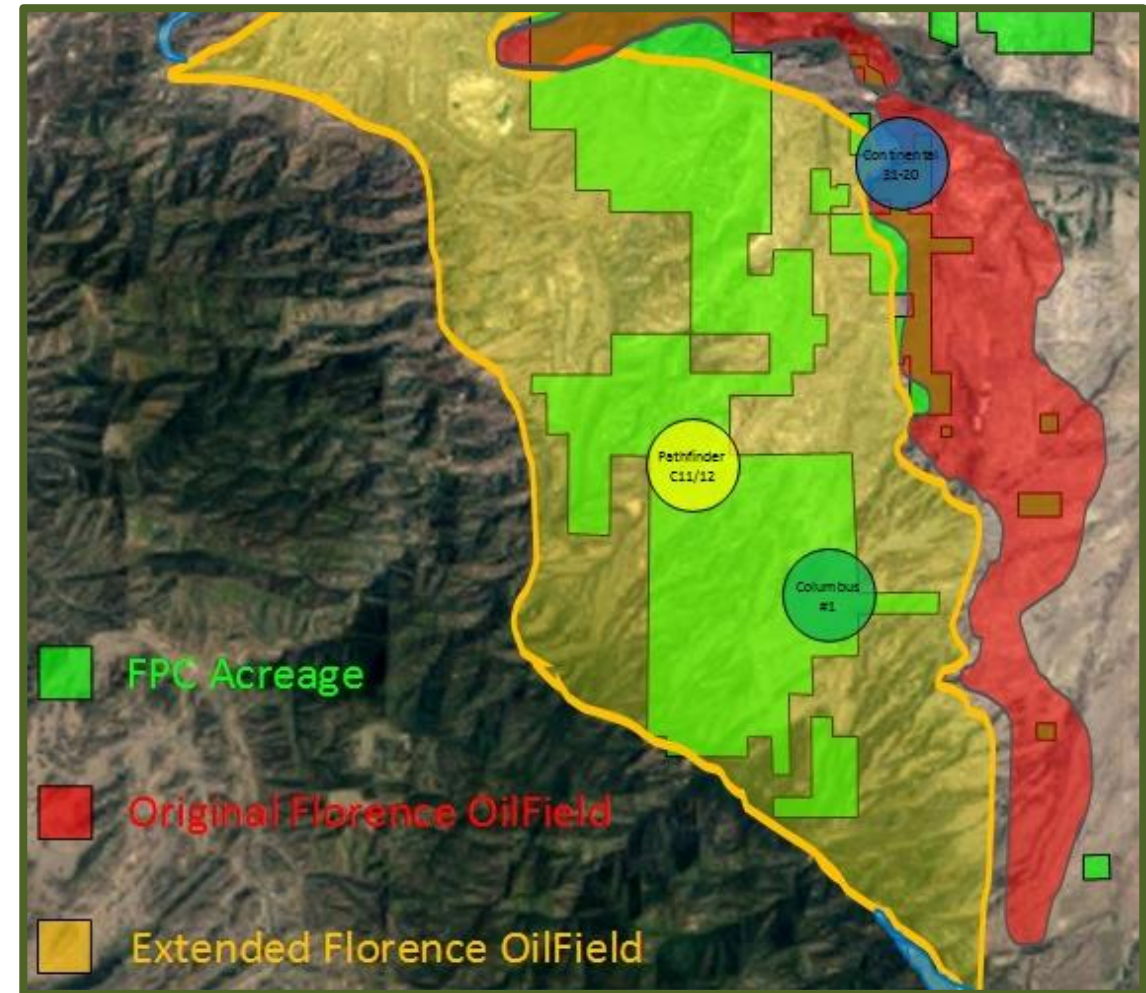 Continental
31-20
Pathfinder
C11/12
Columbus
#1
FPC Acreage
Original Florence OilField
Extended Florence OilField